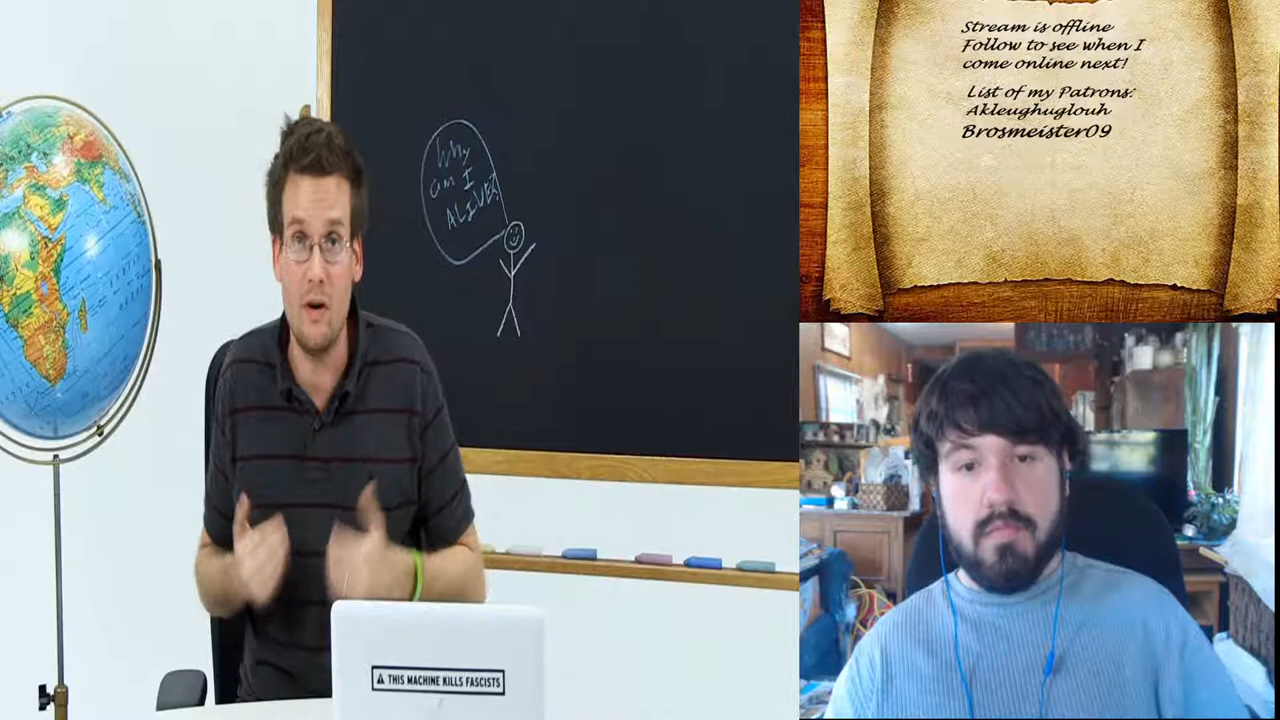 Why
am I
ALIVE?
⚠ THIS MACHINE KILLS FASCISTS
Stream is offline
Follow to see when I
come online next!
List of my Patrons:
Akleughuglouh
Brosmeister09